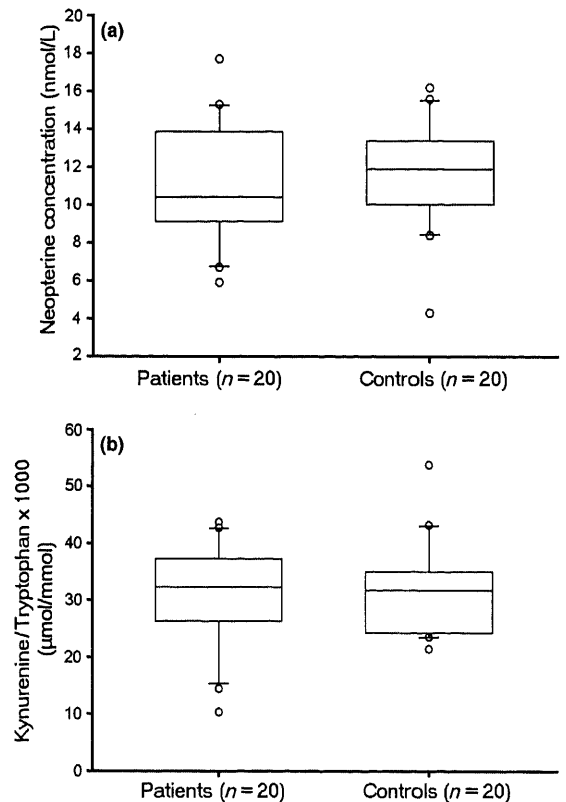 (a)
Neopterine concentration (nmol/L)
20
18
16
14
12
10
8
6
4
2
Patients (n = 20)
Controls (n = 20)
(b)
Kynurenine/Tryptophan x 1000
(μmol/mmol)
60
50
40
30
20
10
0
Patients (n = 20)
Controls (n = 20)